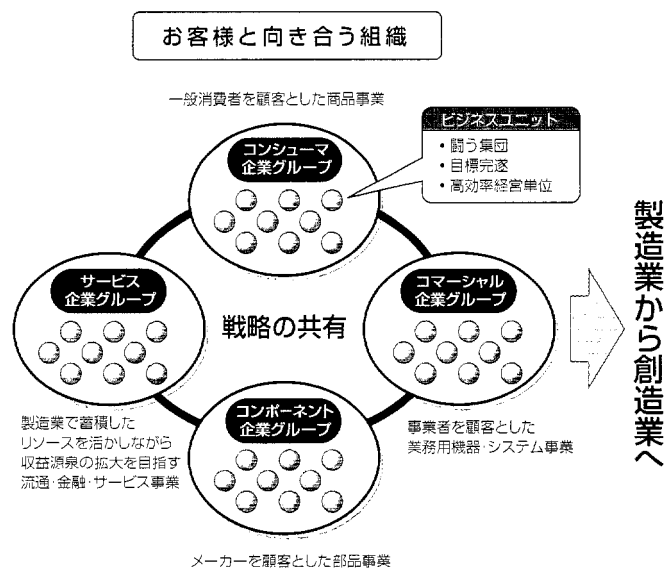 お客様と向き合う組織
一般消費者を顧客とした商品事業
コンシューマ
企業グループ
ビジネスユニット
・闘う集団
・目標完遂
・高効率経営単位
サービス
企業グループ
戦略の共有
コマーシャル
企業グループ
製造業から創造業へ
製造業で蓄積した
リソースを活かしながら
収益源泉の拡大を目指す
流通・金融・サービス事業
コンポーネント
企業グループ
事業者を顧客とした
業務用機器・システム事業
メーカーを顧客とした部品事業